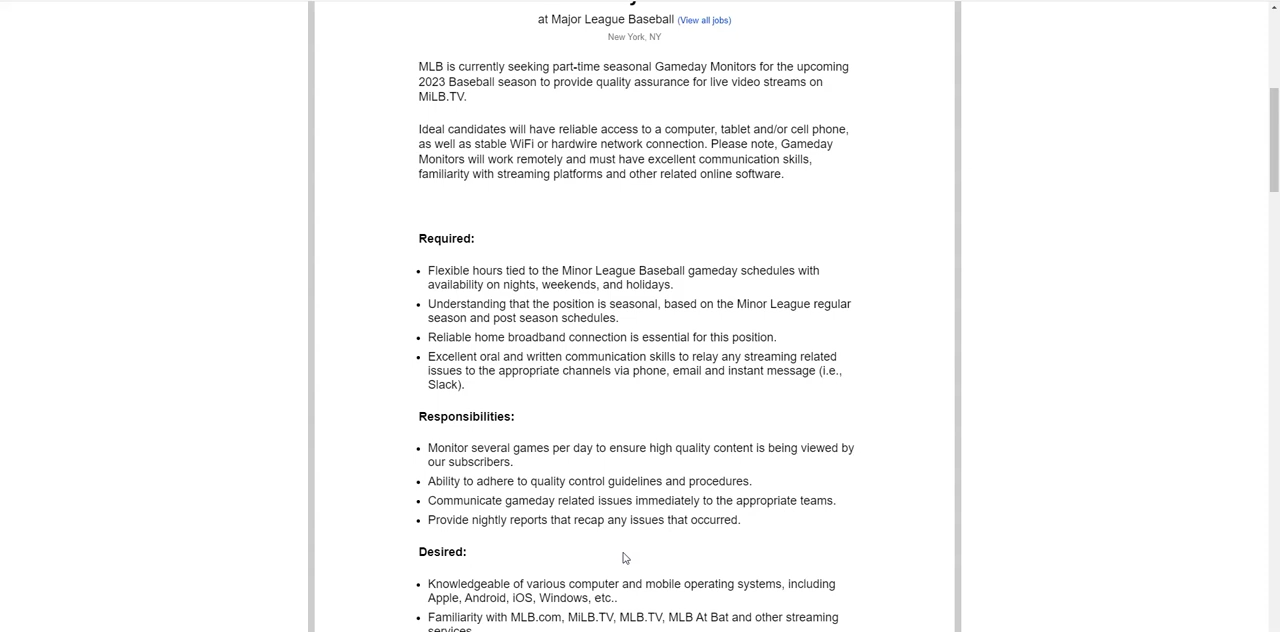 at Major League Baseball (View all jobs)
New York, NY
MLB is currently seeking part-time seasonal Gameday Monitors for the upcoming
2023 Baseball season to provide quality assurance for live video streams on
MiLB.TV.
Ideal candidates will have reliable access to a computer, tablet and/or cell phone,
as well as stable WiFi or hardwire network connection. Please note, Gameday
Monitors will work remotely and must have excellent communication skills,
familiarity with streaming platforms and other related online software.
Required:
• Flexible hours tied to the Minor League Baseball gameday schedules with
availability on nights, weekends, and holidays.
• Understanding that the position is seasonal, based on the Minor League regular
season and post season schedules.
• Reliable home broadband connection is essential for this position.
• Excellent oral and written communication skills to relay any streaming related
issues to the appropriate channels via phone, email and instant message (i.e.,
Slack).
Responsibilities:
• Monitor several games per day to ensure high quality content is being viewed by
our subscribers.
• Ability to adhere to quality control guidelines and procedures.
• Communicate gameday related issues immediately to the appropriate teams.
• Provide nightly reports that recap any issues that occurred.
Desired:
• Knowledgeable of various computer and mobile operating systems, including
Apple, Android, iOS, Windows, etc..
• Familiarity with MLB.com, MiLB.TV, MLB.TV, MLB At Bat and other streaming
services